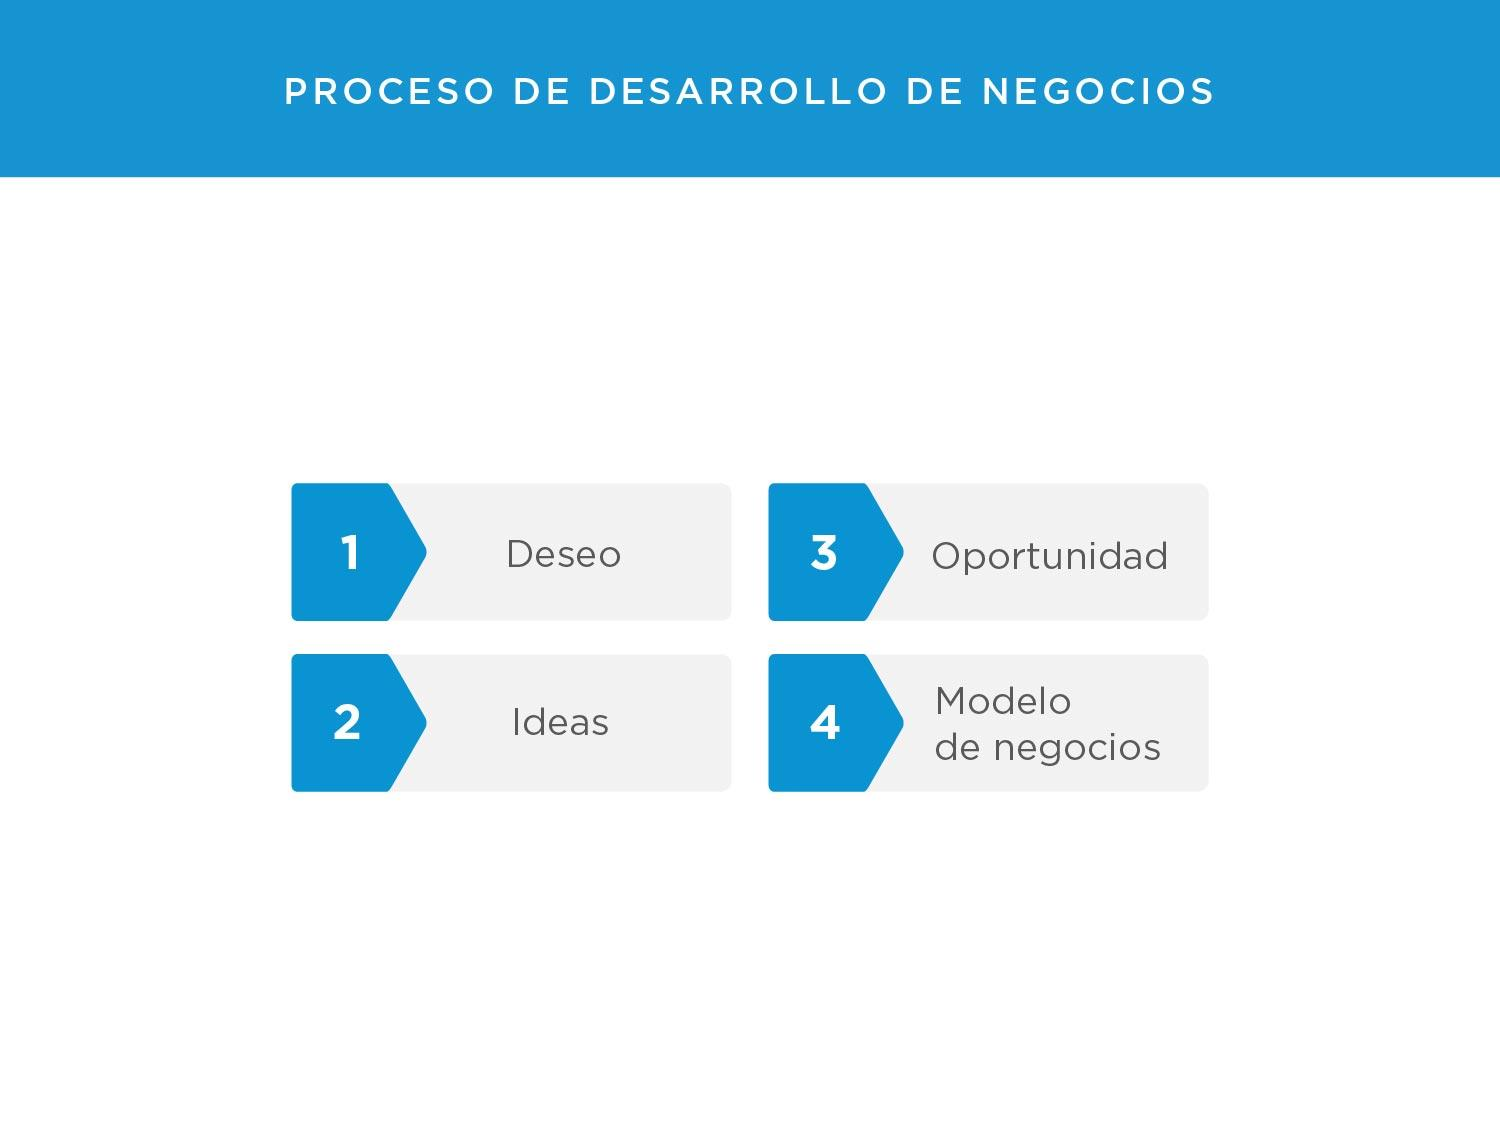 PROCESO DE DESARROLLO DE NEGOCIOS
1
Deseo
2
Ideas
3
Oportunidad
4
Modelo
de negocios